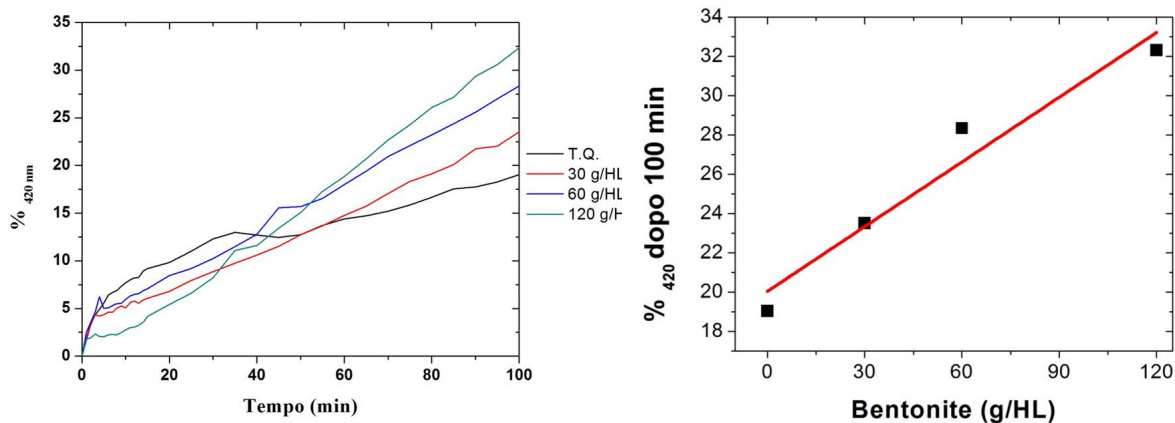 35
30
25
20
15
10
5
0
% 420 nm
0 20 40 60 80 100
Tempo (min)
T.Q.
30 g/HL
60 g/HL
120 g/H
34
32
30
28
26
24
22
20
18
% 420 dopo 100 min
0 30 60 90 120
Bentonite (g/HL)